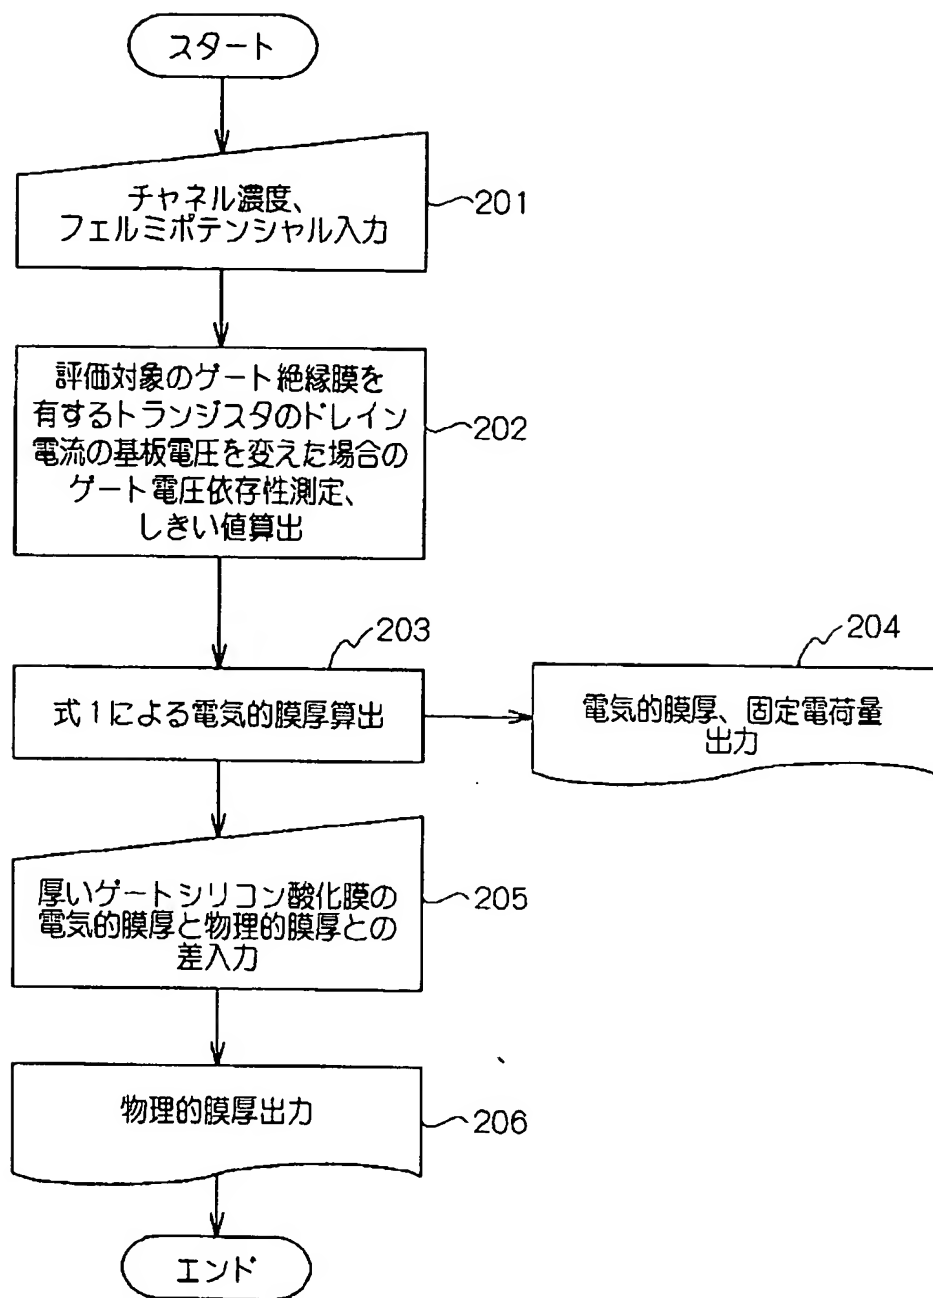 スタート
チャネル濃度、
フェルミポテンシャル入力
201
評価対象のゲート絶縁膜を
有するトランジスタのドレイン
電流の基板電圧を変えた場合の
ゲート電圧依存性測定、
しきい値算出
202
203
式1による電気的膜厚算出
204
電気的膜厚、固定電荷量
出力
厚いゲートシリコン酸化膜の
電気的膜厚と物理的膜厚との
差入力
205
物理的膜厚出力
206
エンド